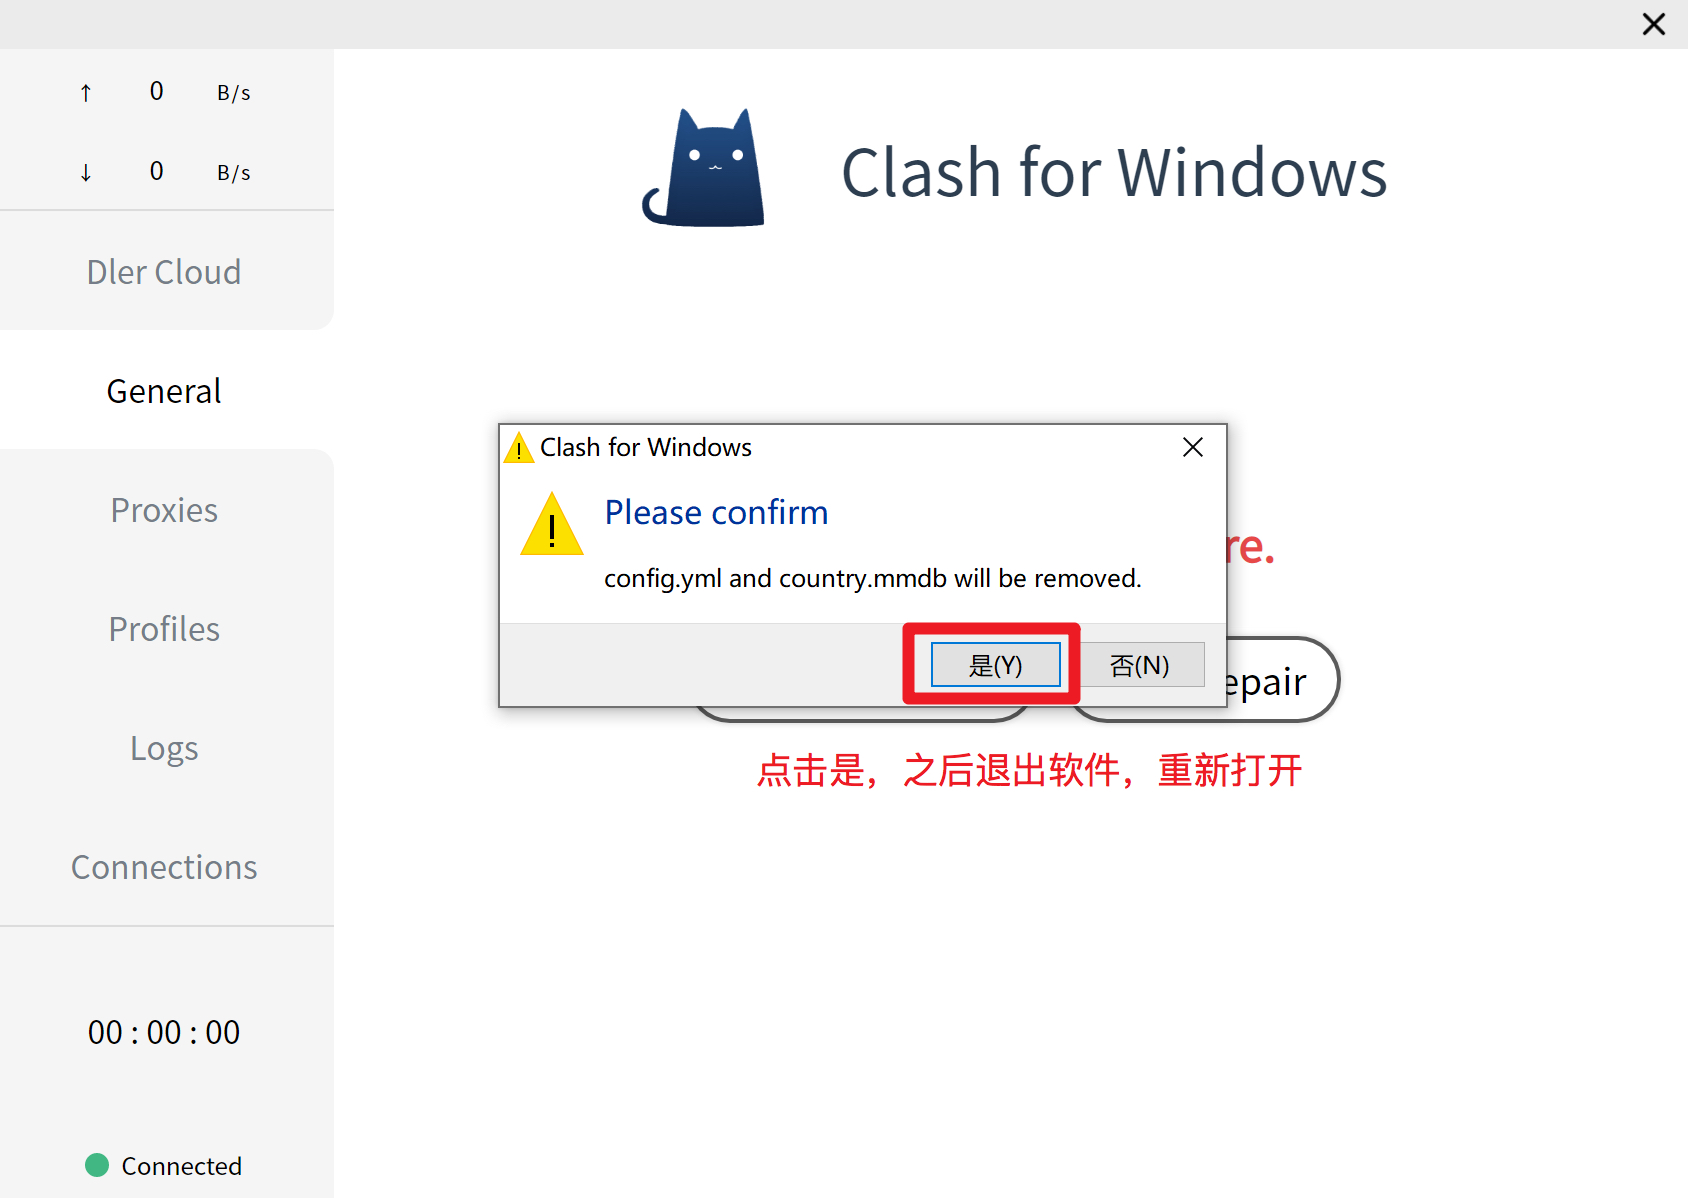 ↑ 0 B/s
↓ 0 B/s
Dler Cloud
General
Proxies
Profiles
Logs
Connections
00 : 00 : 00
Connected
Clash for Windows
Clash for Windows
Please confirm
config.yml and country.mmdb will be removed.
是(Y) 否(N)
点击是，之后退出软件，重新打开